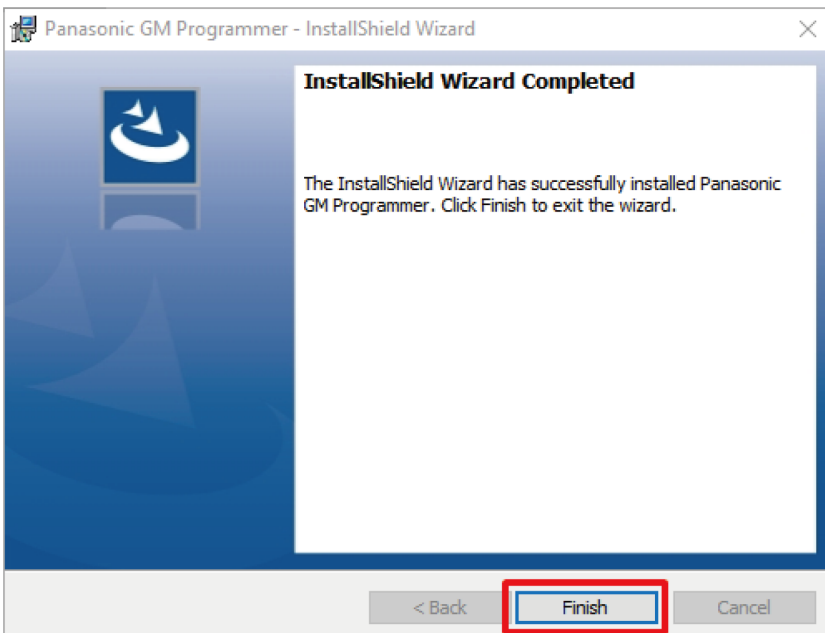 Panasonic GM Programmer - InstallShield Wizard
InstallShield Wizard Completed
The InstallShield Wizard has successfully installed Panasonic
GM Programmer. Click Finish to exit the wizard.
< Back
Finish
Cancel